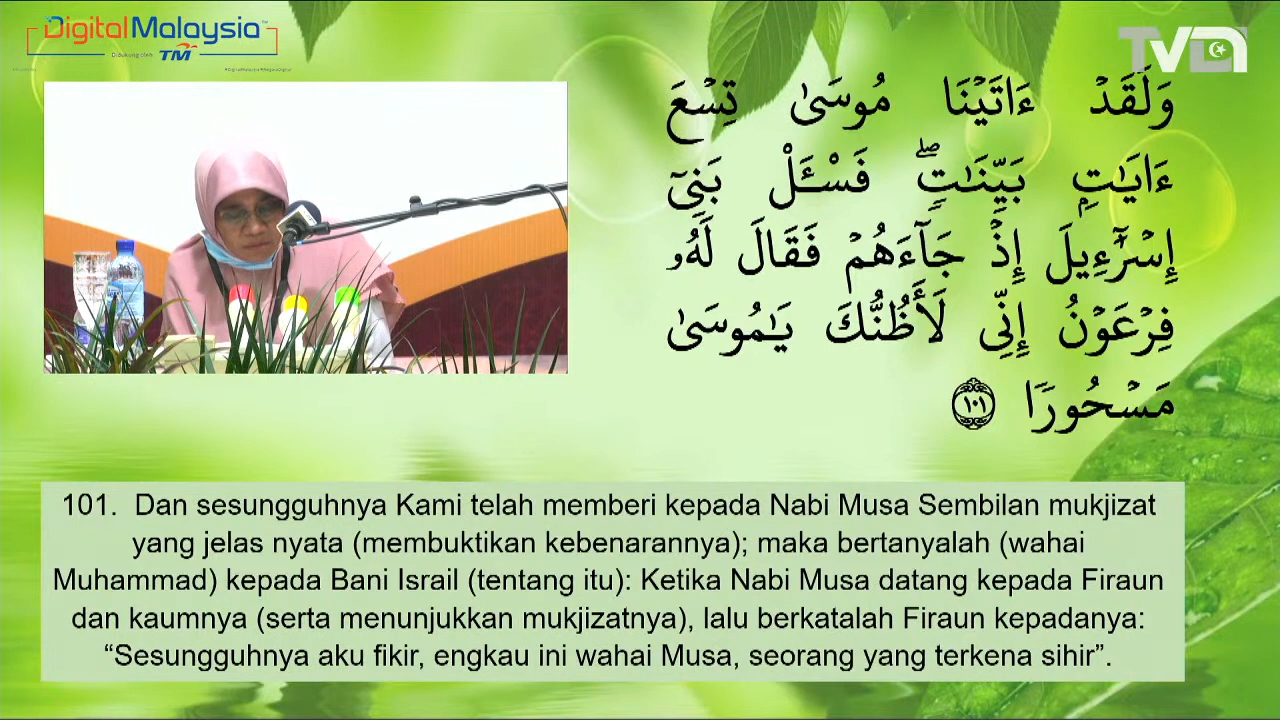 DigitalMalaysia
Didukung oleh TM
TVDI
وَلَقَدْ ءَاتَيْنَا مُوسَىٰ تِسْعَ
ءَايَٰتٍۭ بَيِّنَٰتٍۖ فَسْـَٔلْ بَنِىٓ
إِسْرَٰٓءِيلَ إِذْ جَآءَهُمْ فَقَالَ لَهُۥ
فِرْعَوْنُ إِنِّى لَأَظُنُّكَ يَٰمُوسَىٰ
مَسْحُورًا ١٠١
101. Dan sesungguhnya Kami telah memberi kepada Nabi Musa Sembilan mukjizat
yang jelas nyata (membuktikan kebenarannya); maka bertanyalah (wahai
Muhammad) kepada Bani Israil (tentang itu): Ketika Nabi Musa datang kepada Firaun
dan kaumnya (serta menunjukkan mukjizatnya), lalu berkatalah Firaun kepadanya:
“Sesungguhnya aku fikir, engkau ini wahai Musa, seorang yang terkena sihir”.